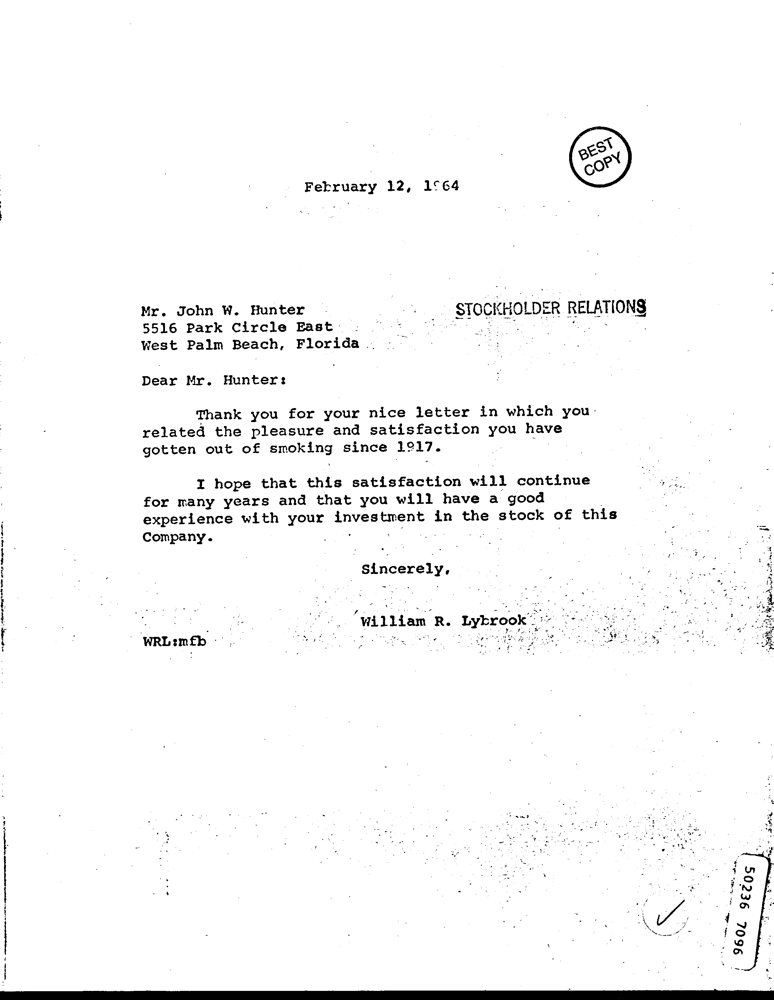 BEST
COPY
February 12, 1964
Mr. John W. Hunter
5516 Park Circle East
West Palm Beach, Florida
STOCKHOLDER RELATIONS
Dear Mr. Hunter:
Thank you for your nice letter in which you
related the pleasure and satisfaction you have
gotten out of smoking since 1917.
I hope that this satisfaction will continue
for many years and that you will have a good
experience with your investment in the stock of this
Company.
Sincerely,
William R. Lybrook
WRL:mfb
50236 7096